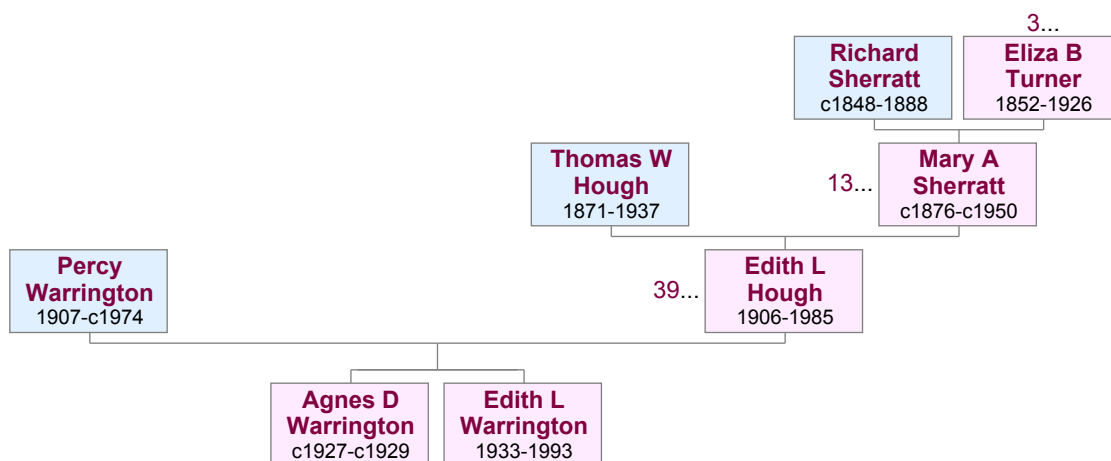 3...
Richard
Sherratt
c1848-1888
Eliza B
Turner
1852-1926
Thomas W
Hough
1871-1937
13...
Mary A
Sherratt
c1876-c1950
Percy
Warrington
1907-c1974
39...
Edith L
Hough
1906-1985
Agnes D
Warrington
c1927-c1929
Edith L
Warrington
1933-1993